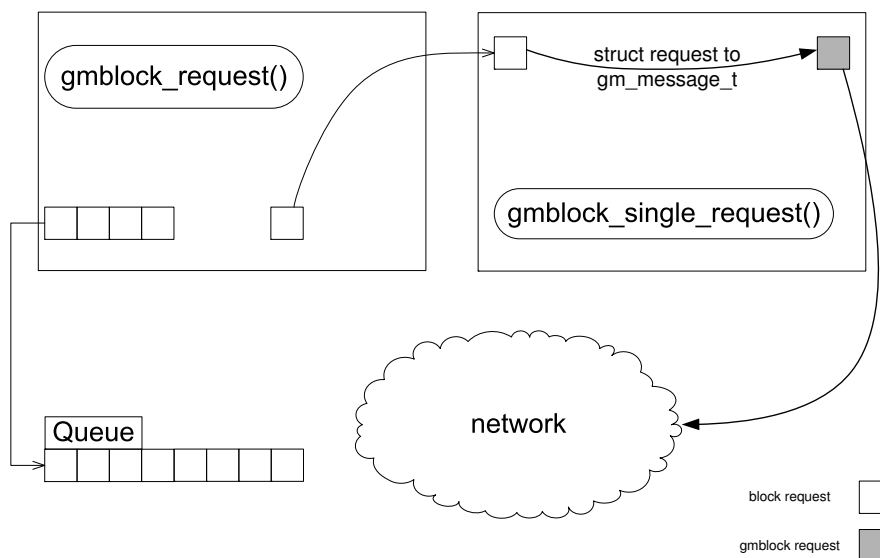 gmblock_request()
struct request to
gm_message_t
gmblock_single_request()
network
Queue
block request
gmblock request